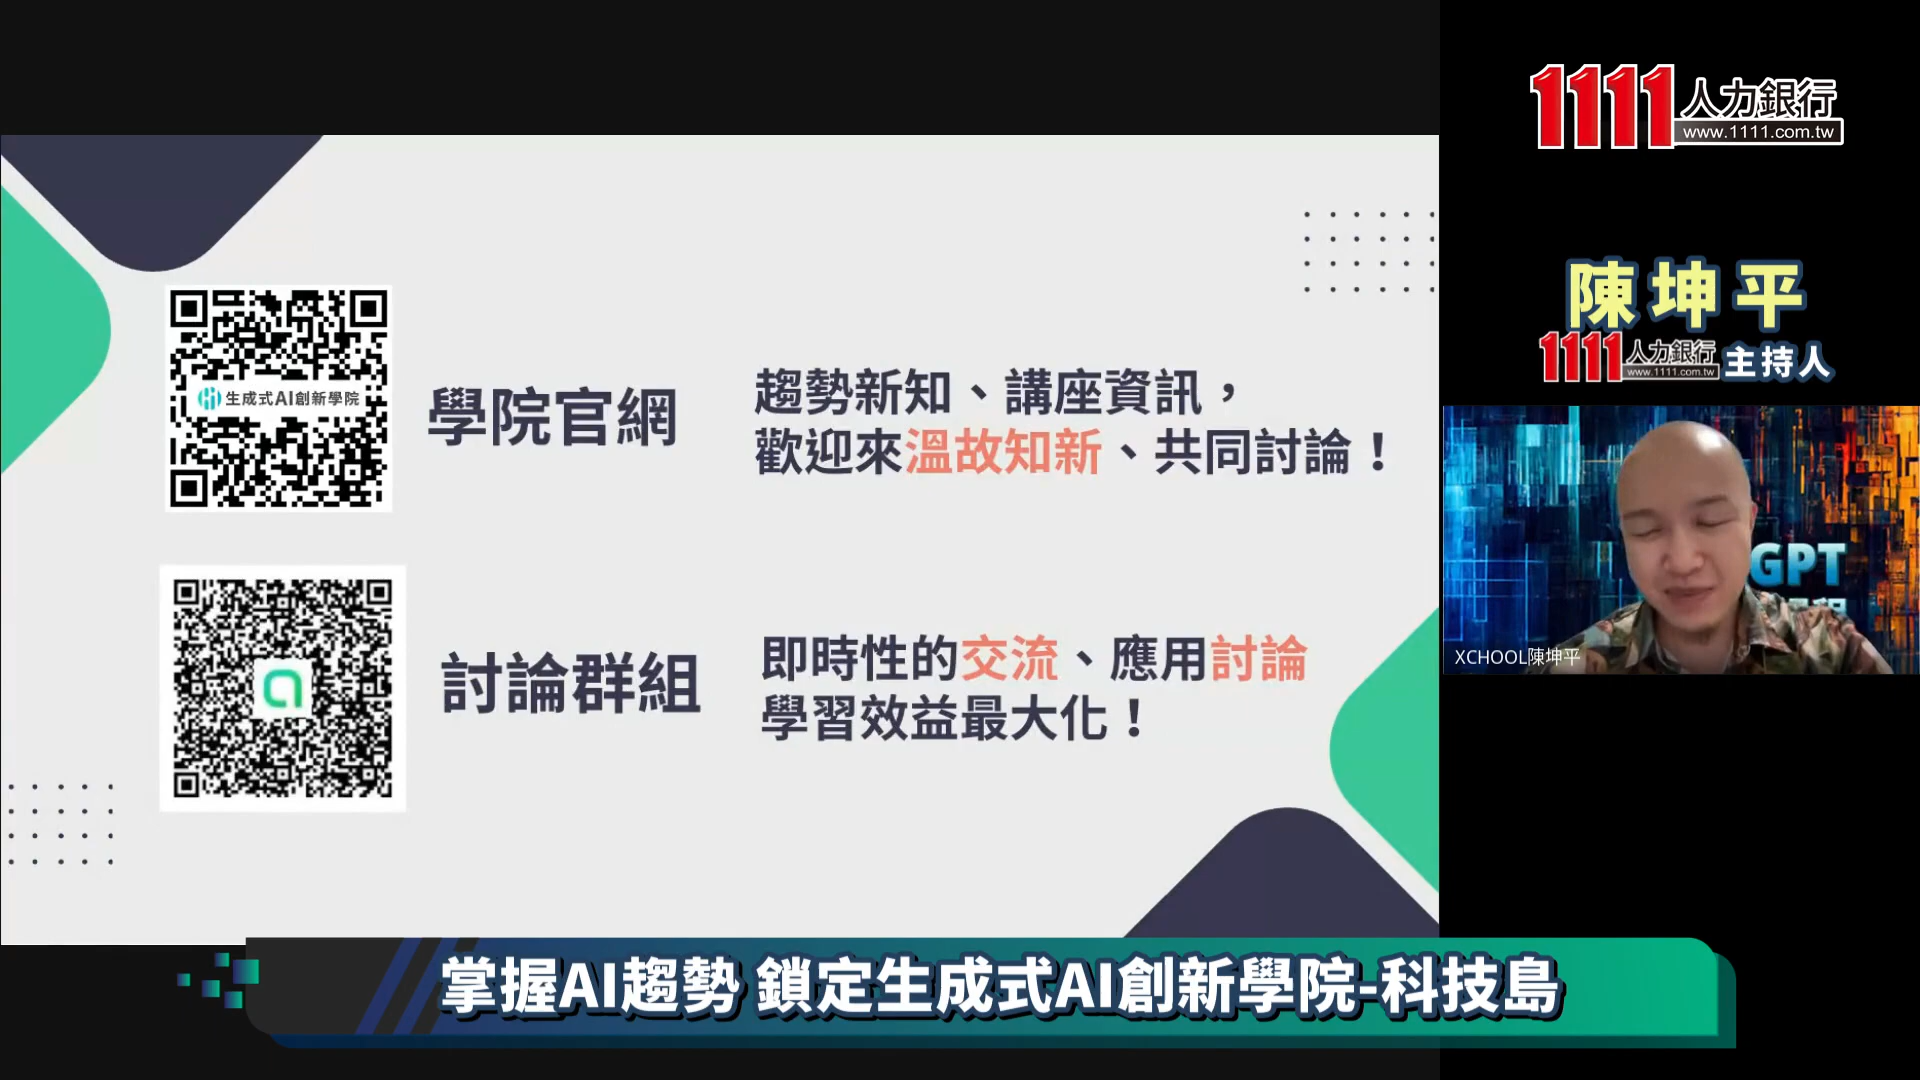 生成式AI創新學院
學院官網
趨勢新知、講座資訊，
歡迎來溫故知新、共同討論！
討論群組
即時性的交流、應用討論
學習效益最大化！
1111人力銀行
www.1111.com.tw
陳坤平
1111人力銀行
www.1111.com.tw
主持人
GPT
XCHOOL陳坤平
掌握AI趨勢 鎖定生成式AI創新學院-科技島